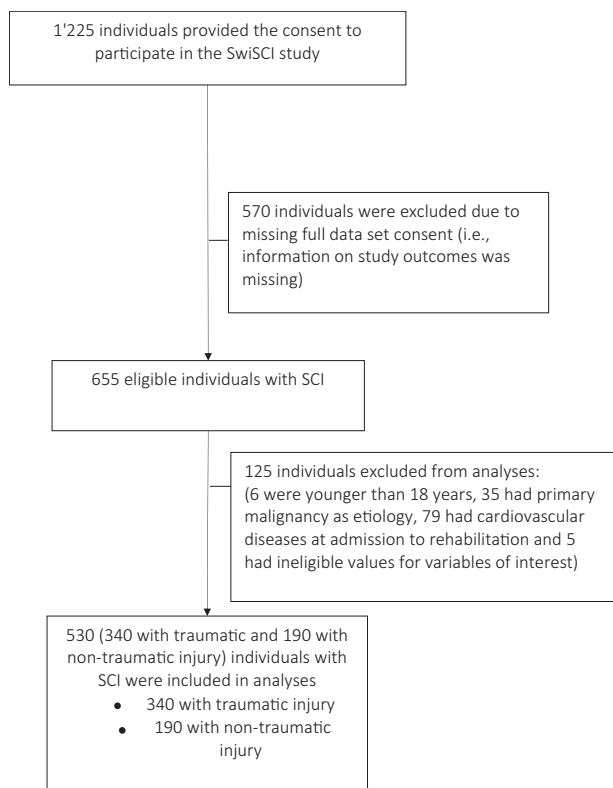 1'225 individuals provided the consent to
participate in the SwiSCI study
570 individuals were excluded due to
missing full data set consent (i.e.,
information on study outcomes was
missing)
655 eligible individuals with SCI
125 individuals excluded from analyses:
(6 were younger than 18 years, 35 had primary
malignancy as etiology, 79 had cardiovascular
diseases at admission to rehabilitation and 5
had ineligible values for variables of interest)
530 (340 with traumatic and 190 with
non-traumatic injury) individuals with
SCI were included in analyses
● 340 with traumatic injury
● 190 with non-traumatic
injury